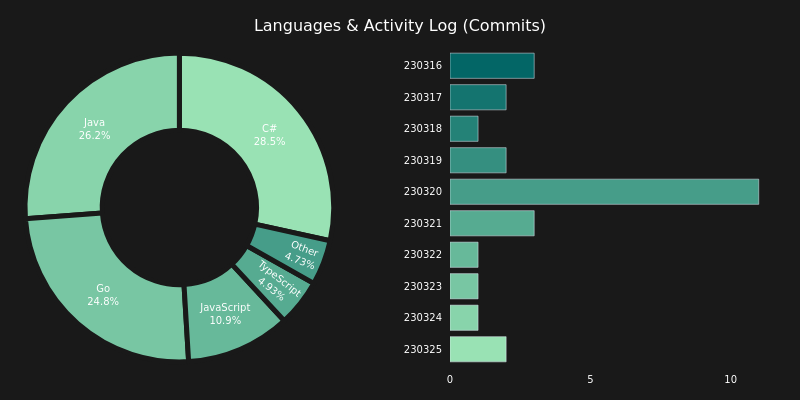 Languages & Activity Log (Commits)
Java
26.2%
C#
28.5%
Other
4.73%
TypeScript
4.93%
JavaScript
10.9%
Go
24.8%
230316
230317
230318
230319
230320
230321
230322
230323
230324
230325
0
5
10